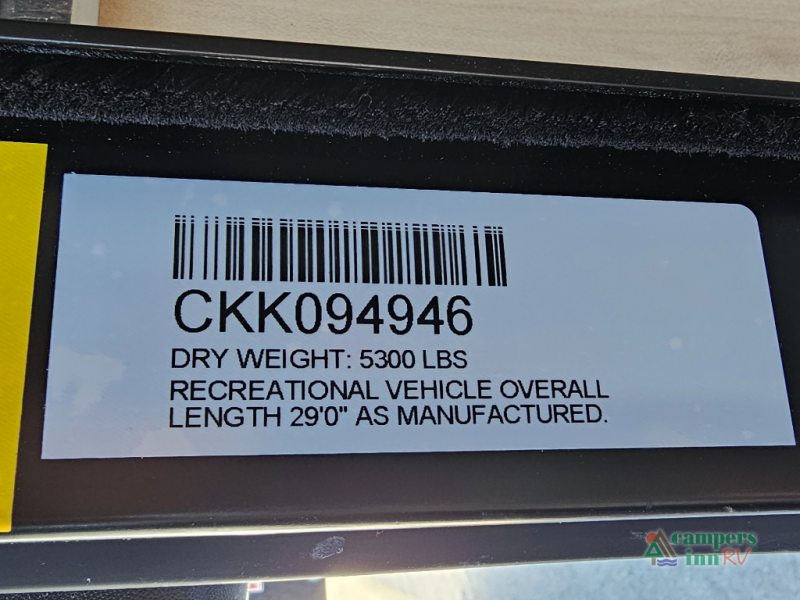 CKK094946
DRY WEIGHT: 5300 LBS
RECREATIONAL VEHICLE OVERALL
LENGTH 29'0" AS MANUFACTURED.
campers
inn RV